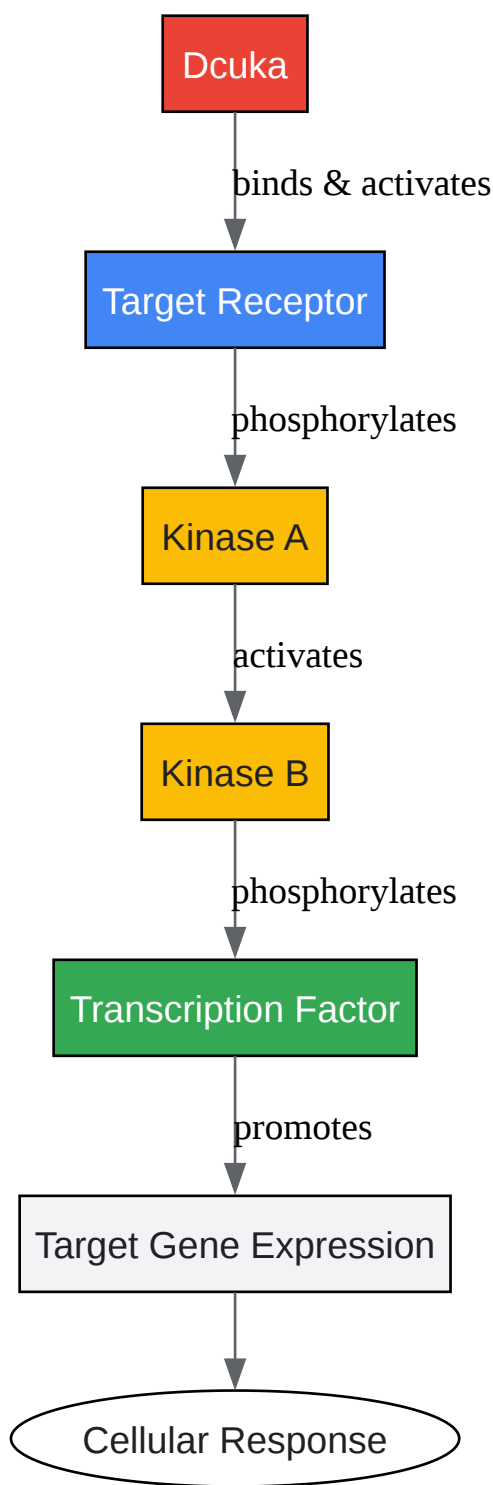 Dcuka
binds & activates
Target Receptor
phosphorylates
Kinase A
activates
Kinase B
phosphorylates
Transcription Factor
promotes
Target Gene Expression
Cellular Response